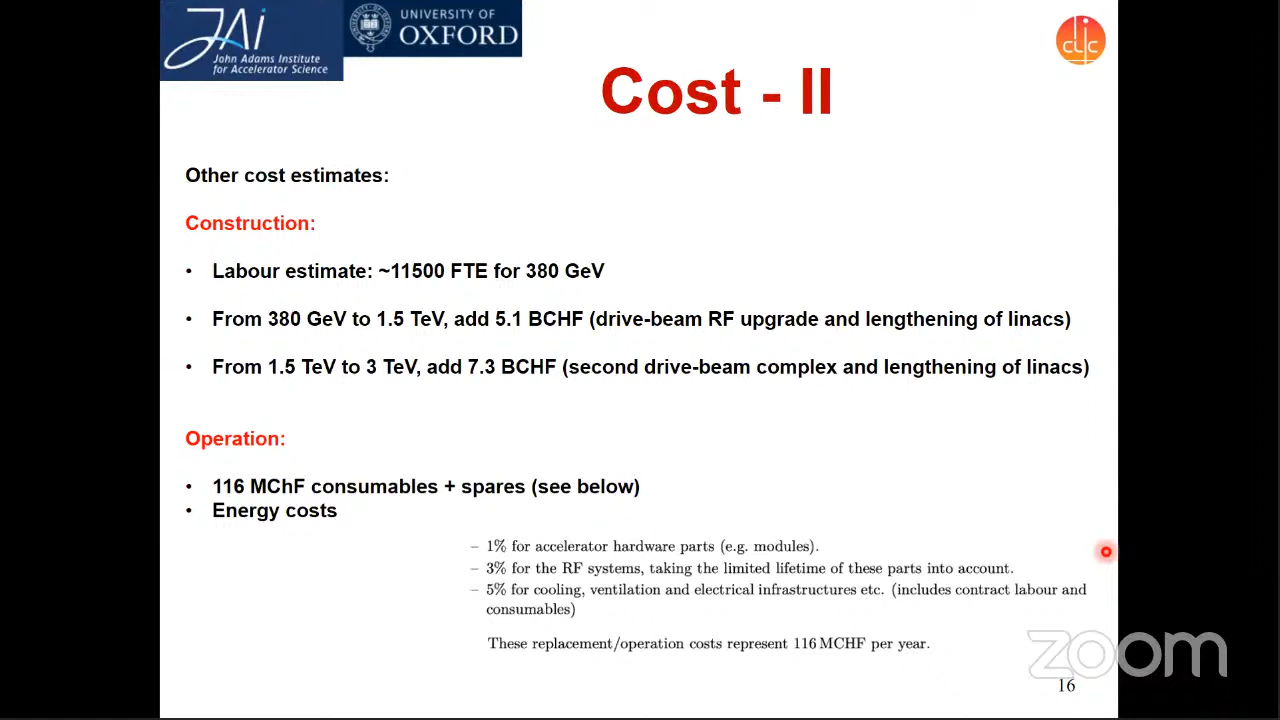 JAi
John Adams Institute
for Accelerator Science
UNIVERSITY OF
OXFORD
clic
Cost - II
Other cost estimates:
Construction:
• Labour estimate: ~11500 FTE for 380 GeV
• From 380 GeV to 1.5 TeV, add 5.1 BCHF (drive-beam RF upgrade and lengthening of linacs)
• From 1.5 TeV to 3 TeV, add 7.3 BCHF (second drive-beam complex and lengthening of linacs)
Operation:
• 116 MChF consumables + spares (see below)
• Energy costs
– 1% for accelerator hardware parts (e.g. modules).
– 3% for the RF systems, taking the limited lifetime of these parts into account.
– 5% for cooling, ventilation and electrical infrastructures etc. (includes contract labour and
consumables)
These replacement/operation costs represent 116 MCHF per year.
zoom
16